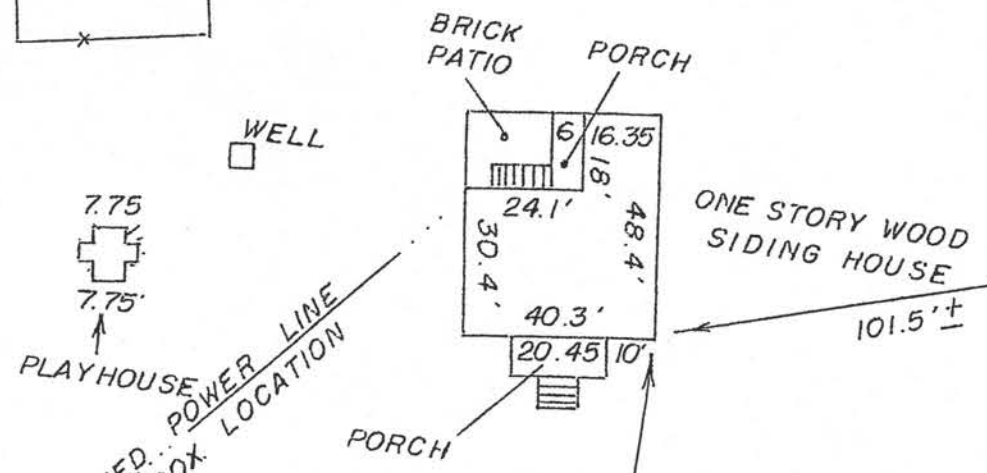 BRICK
PATIO
PORCH
WELL
6
16.35
18'
24.1'
30.4'
48.4'
40.3'
20.45
10'
ONE STORY WOOD
SIDING HOUSE
101.5'±
7.75
7.75'
PLAYHOUSE
POWER LINE
LOCATION
PORCH